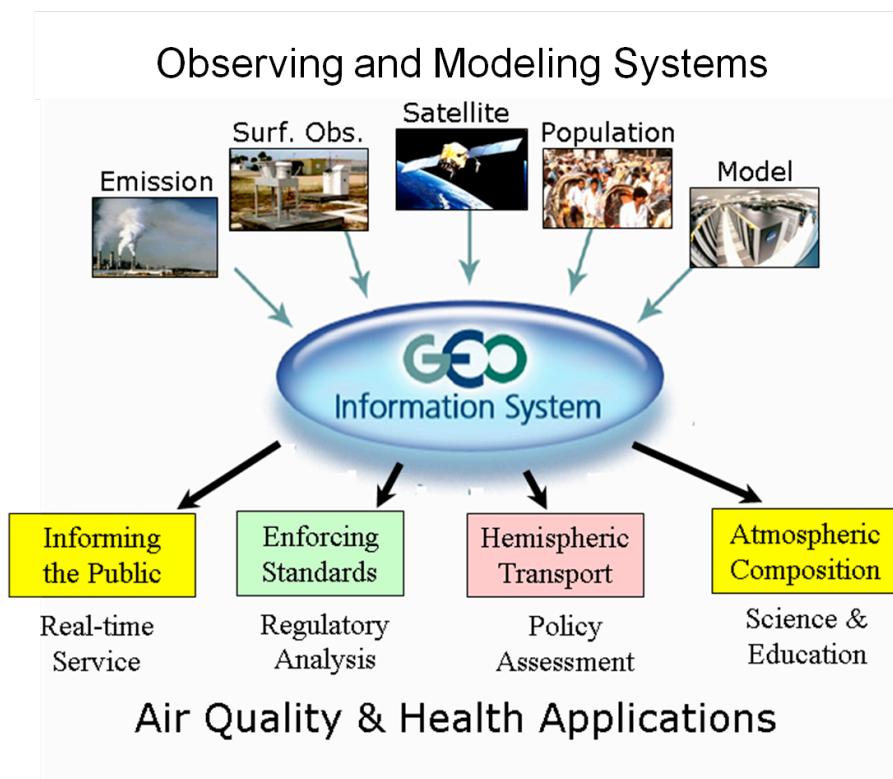 Observing and Modeling Systems
Emission
Surf. Obs.
Satellite
Population
Model
GEO
Information System
Informing
the Public
Enforcing
Standards
Hemispheric
Transport
Atmospheric
Composition
Real-time
Service
Regulatory
Analysis
Policy
Assessment
Science &
Education
Air Quality & Health Applications